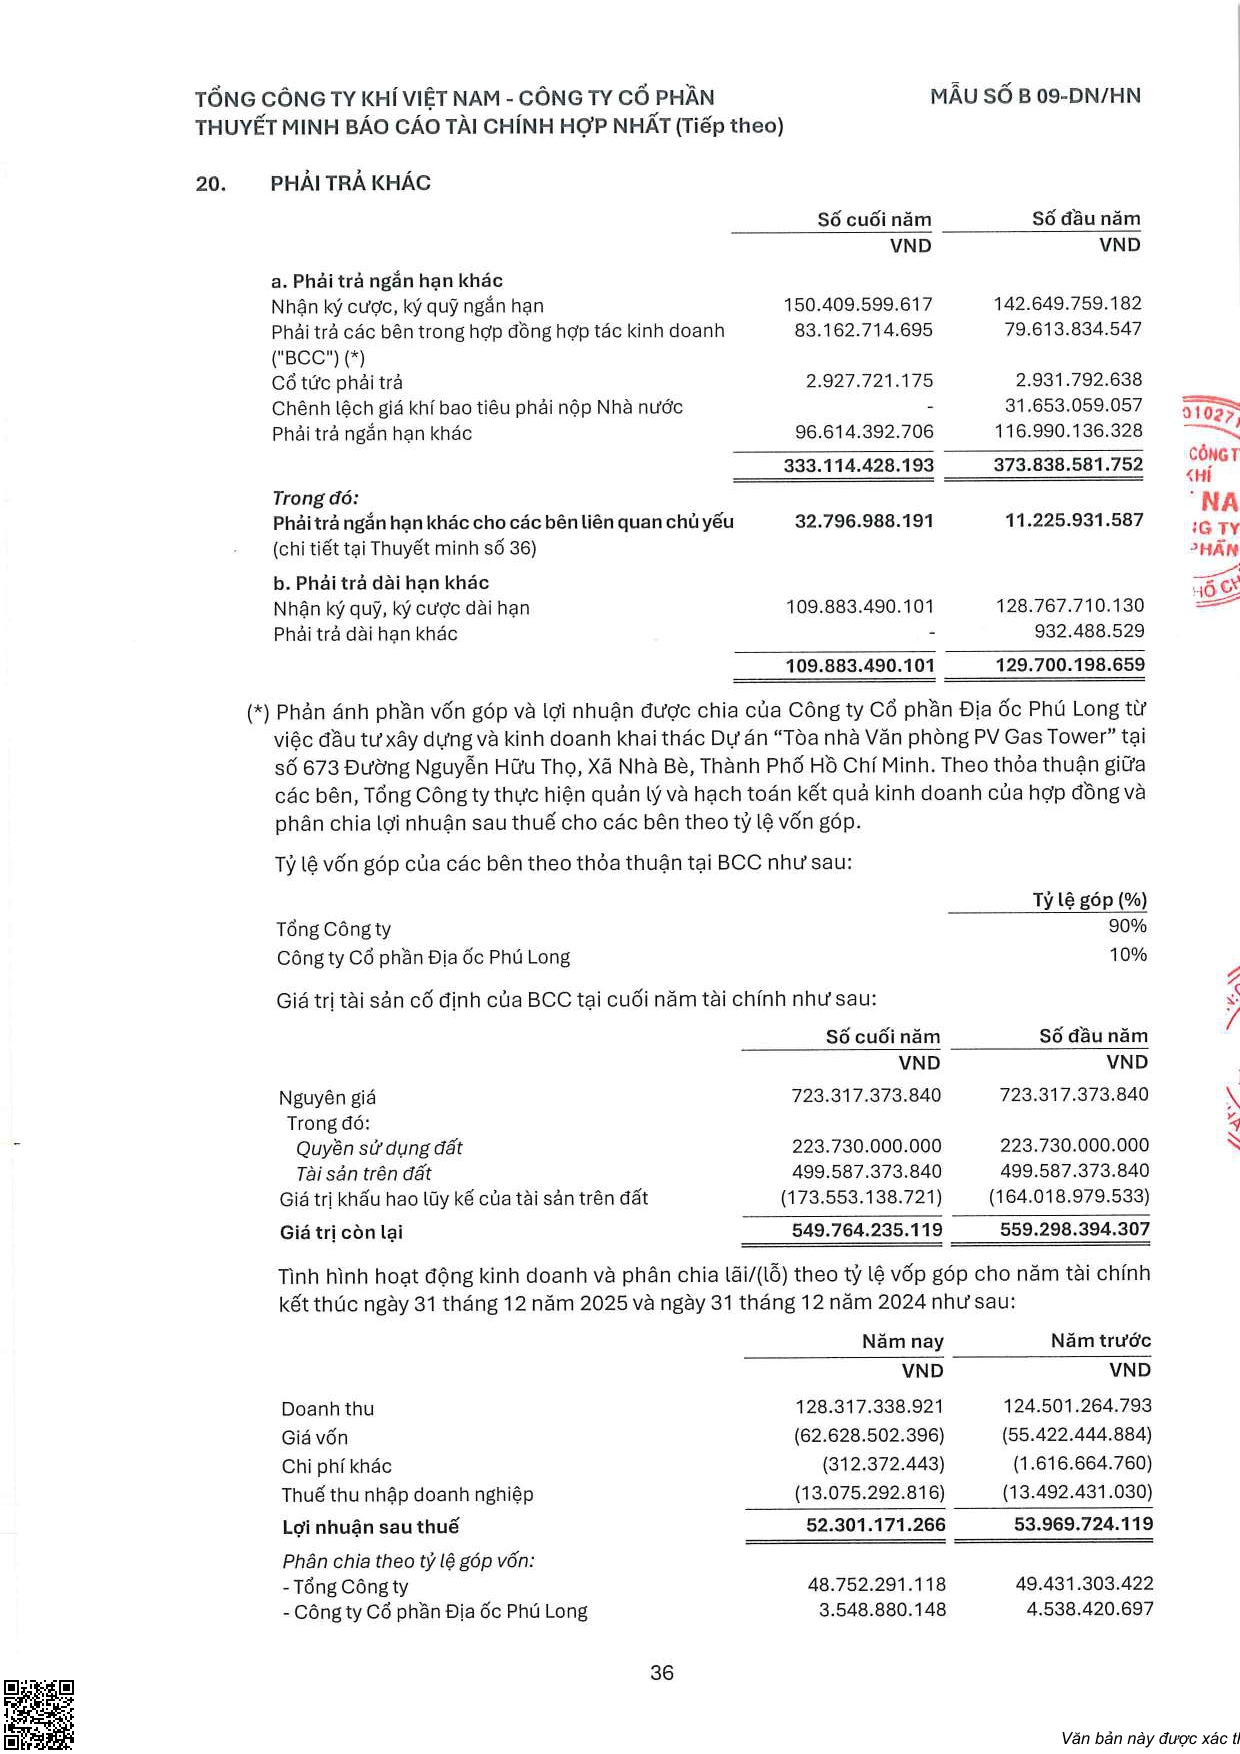 TỔNG CÔNG TY KHÍ VIỆT NAM - CÔNG TY CỔ PHẦN MẪU SỐ B 09-DN/HN
THUYẾT MINH BÁO CÁO TÀI CHÍNH HỢP NHẤT (Tiếp theo)
20. PHẢI TRẢ KHÁC
Số cuối năm Số đầu năm
VND VND
a. Phải trả ngắn hạn khác
Nhận ký cược, ký quỹ ngắn hạn 150.409.599.617 142.649.759.182
Phải trả các bên trong hợp đồng hợp tác kinh doanh 83.162.714.695 79.613.834.547
("BCC") (*)
Cổ tức phải trả 2.927.721.175 2.931.792.638
Chênh lệch giá khí bao tiêu phải nộp Nhà nước - 31.653.059.057
Phải trả ngắn hạn khác 96.614.392.706 116.990.136.328
333.114.428.193 373.838.581.752
Trong đó:
Phải trả ngắn hạn khác cho các bên liên quan chủ yếu 32.796.988.191 11.225.931.587
(chi tiết tại Thuyết minh số 36)
b. Phải trả dài hạn khác
Nhận ký quỹ, ký cược dài hạn 109.883.490.101 128.767.710.130
Phải trả dài hạn khác - 932.488.529
109.883.490.101 129.700.198.659
(*) Phản ánh phần vốn góp và lợi nhuận được chia của Công ty Cổ phần Địa ốc Phú Long từ
việc đầu tư xây dựng và kinh doanh khai thác Dự án “Tòa nhà Văn phòng PV Gas Tower” tại
số 673 Đường Nguyễn Hữu Thọ, Xã Nhà Bè, Thành Phố Hồ Chí Minh. Theo thỏa thuận giữa
các bên, Tổng Công ty thực hiện quản lý và hạch toán kết quả kinh doanh của hợp đồng và
phân chia lợi nhuận sau thuế cho các bên theo tỷ lệ vốn góp.
Tỷ lệ vốn góp của các bên theo thỏa thuận tại BCC như sau:
Tỷ lệ góp (%)
Tổng Công ty 90%
Công ty Cổ phần Địa ốc Phú Long 10%
Giá trị tài sản cố định của BCC tại cuối năm tài chính như sau:
Số cuối năm Số đầu năm
VND VND
Nguyên giá 723.317.373.840 723.317.373.840
Trong đó:
Quyền sử dụng đất 223.730.000.000 223.730.000.000
Tài sản trên đất 499.587.373.840 499.587.373.840
Giá trị khấu hao lũy kế của tài sản trên đất (173.553.138.721) (164.018.979.533)
Giá trị còn lại 549.764.235.119 559.298.394.307
Tình hình hoạt động kinh doanh và phân chia lãi/(lỗ) theo tỷ lệ vốp góp cho năm tài chính
kết thúc ngày 31 tháng 12 năm 2025 và ngày 31 tháng 12 năm 2024 như sau:
Năm nay Năm trước
VND VND
Doanh thu 128.317.338.921 124.501.264.793
Giá vốn (62.628.502.396) (55.422.444.884)
Chi phí khác (312.372.443) (1.616.664.760)
Thuế thu nhập doanh nghiệp (13.075.292.816) (13.492.431.030)
Lợi nhuận sau thuế 52.301.171.266 53.969.724.119
Phân chia theo tỷ lệ góp vốn:
- Tổng Công ty 48.752.291.118 49.431.303.422
- Công ty Cổ phần Địa ốc Phú Long 3.548.880.148 4.538.420.697
36
Văn bản này được xác
01027
CÔNG T
KHÍ
NA
G TY
PHẦN